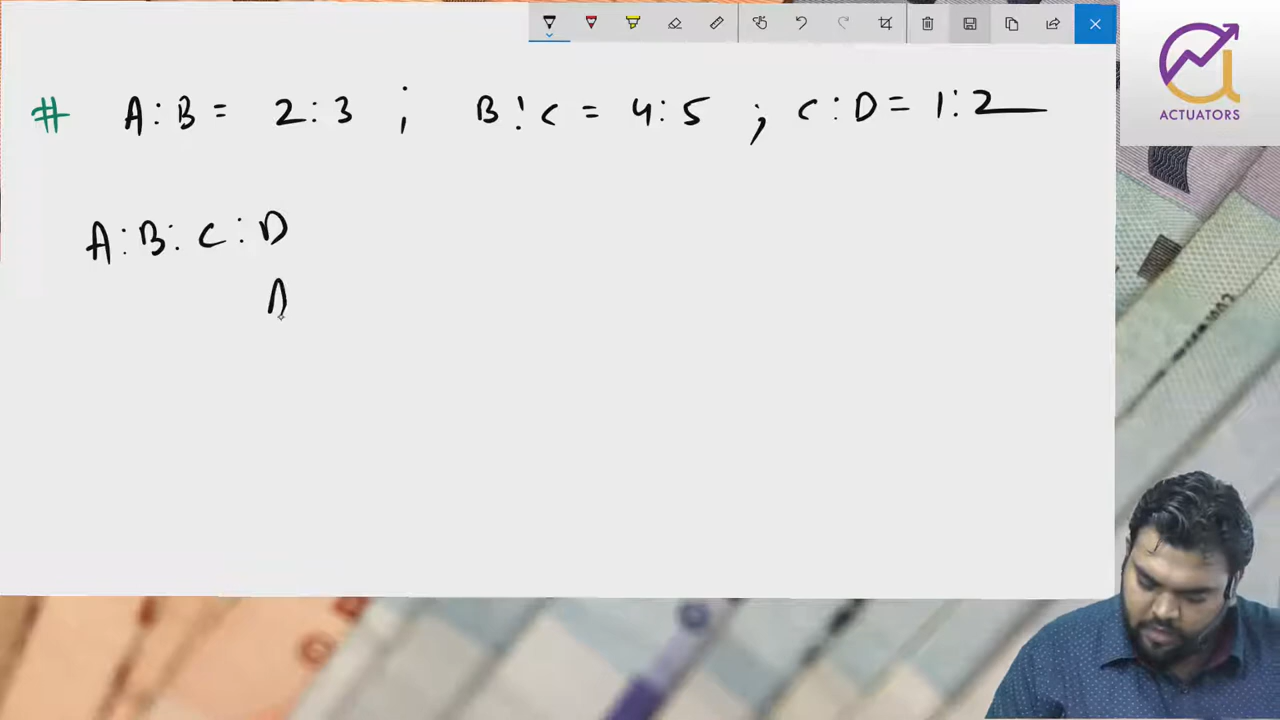 # A:B = 2:3 ; B:C = 4:5 ; C:D = 1:2
A:B:C:D
ACTUATORS